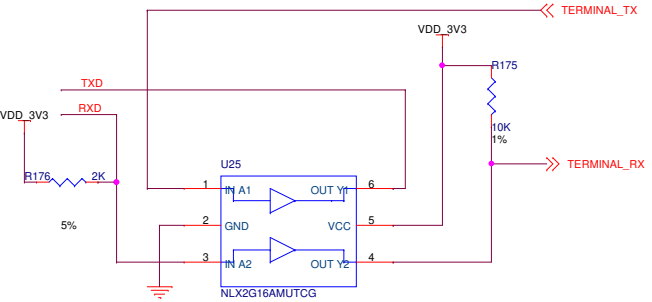 TERMINAL_TX
VDD_3V3
R175
TXD
RXD
VDD_3V3
10K
1%
TERMINAL_RX
U25
R176 2K
1 IN A1 OUT Y1 6
5%
2 GND VCC 5
3 IN A2 OUT Y2 4
NLX2G16AMUTCG